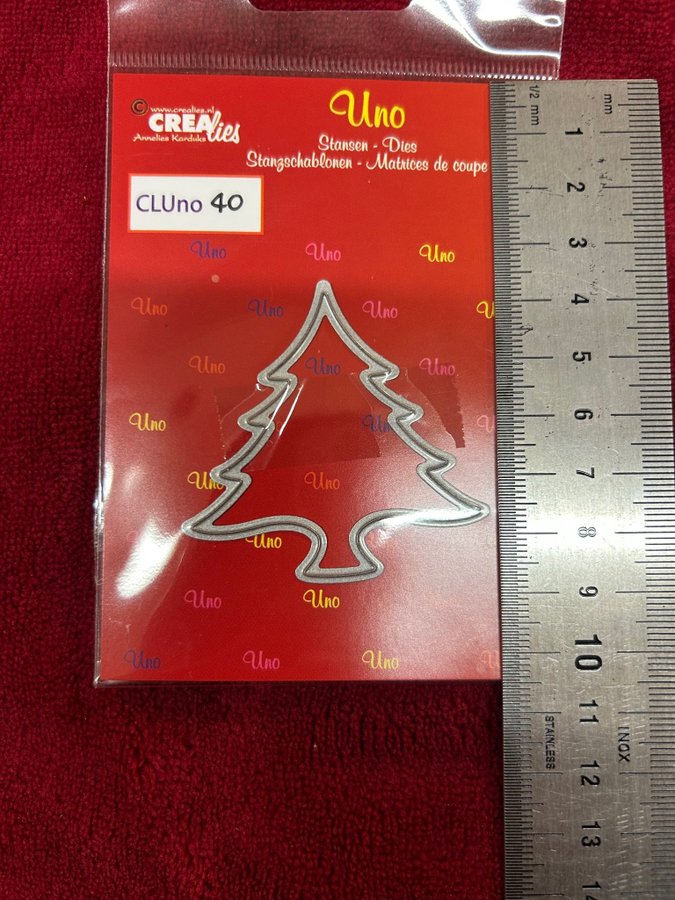 Uno
© www.crealies.nl
CREAlies
Annelies Karduks
Stansen - Dies
Stanzschablonen - Matrices de coupe
CLUno 40
Uno Uno Uno
Uno Uno Uno U
Uno Uno Uno
Uno Uno
Uno Uno
Uno
Uno Uno
Uno Uno Uno
1/2 mm
mm
1
2
3
4
5
6
7
8
9
10
11
12
13
14
STAINLESS
INOX